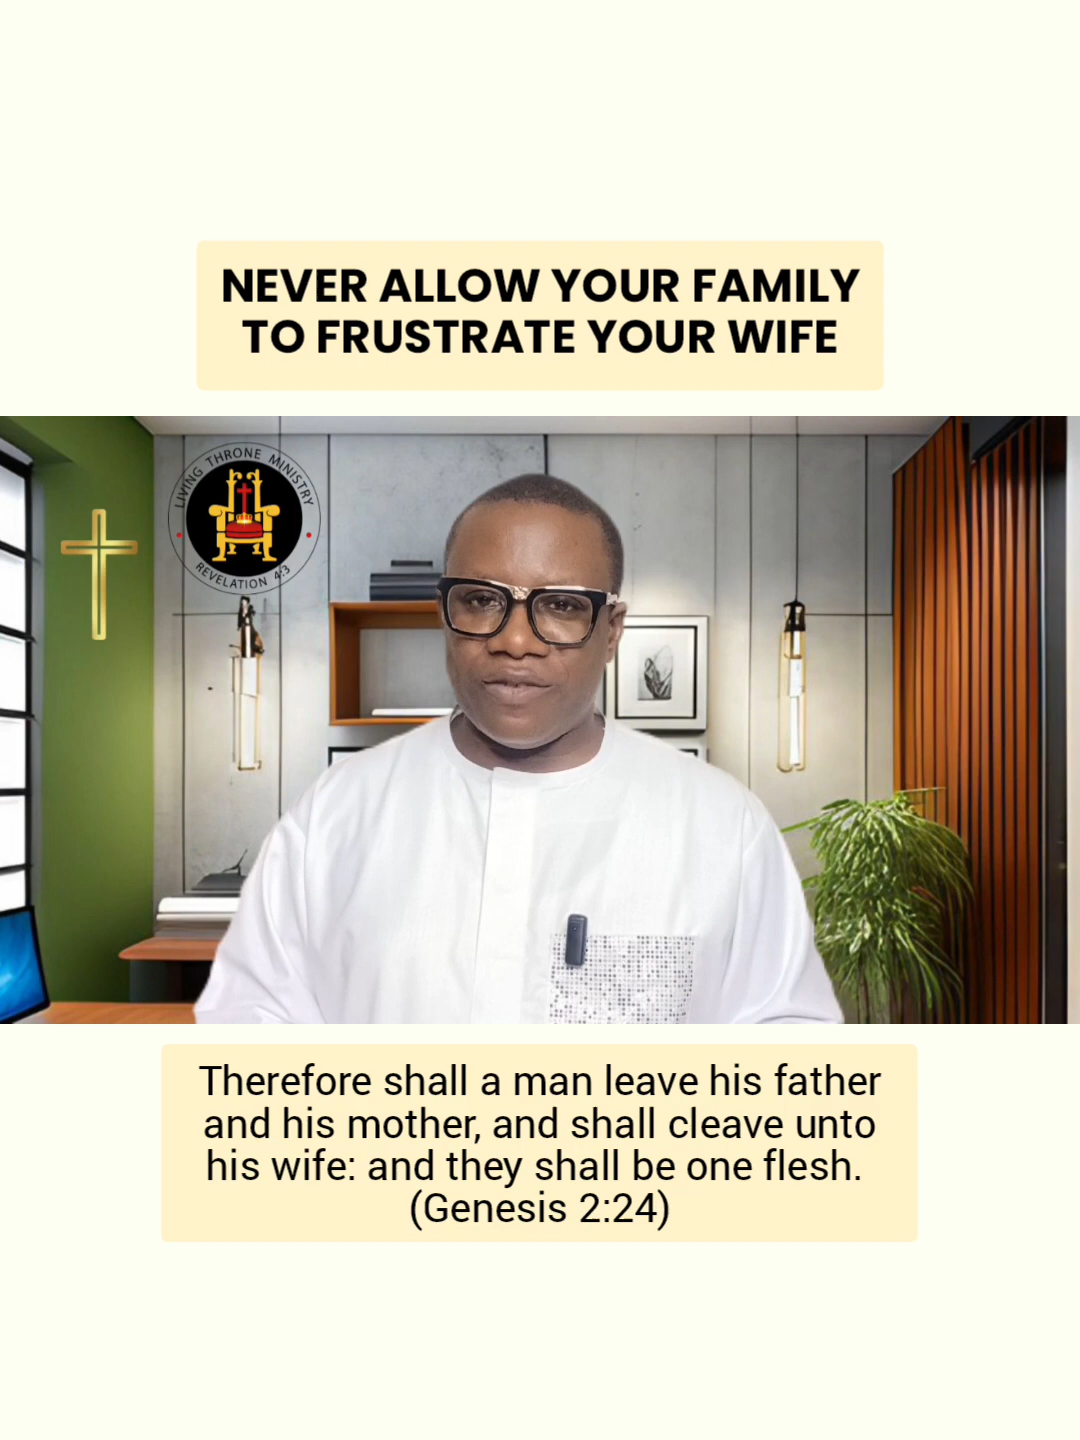 NEVER ALLOW YOUR FAMILY
TO FRUSTRATE YOUR WIFE
LIVING THRONE MINISTRY
REVELATION 4:3
Therefore shall a man leave his father
and his mother, and shall cleave unto
his wife: and they shall be one flesh.
(Genesis 2:24)